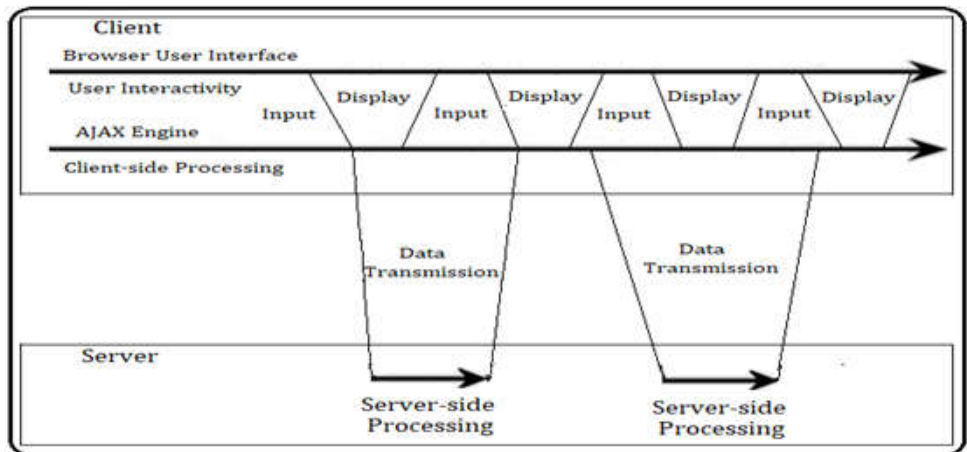 Client
Browser User Interface
User Interactivity
Input
Display
Input
Display
Input
Display
Input
Display
AJAX Engine
Client-side Processing
Data
Transmission
Data
Transmission
Server
Server-side
Processing
Server-side
Processing